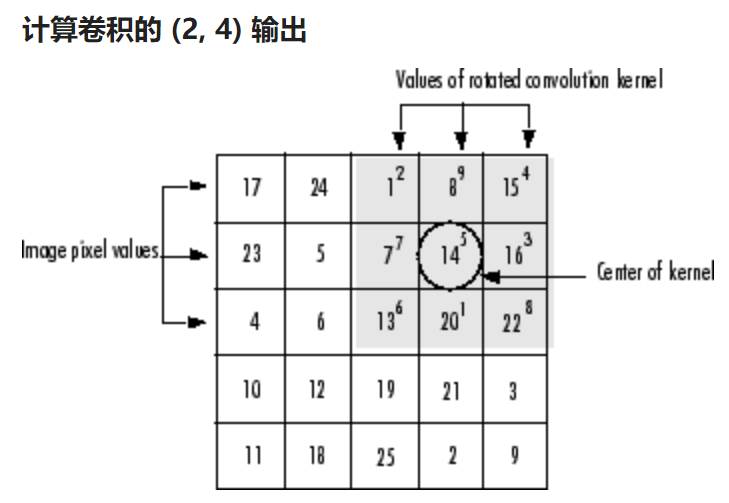 计算卷积的 (2, 4) 输出
Values of rotated convolution kernel
17 24 1 2 8 9 15 4
Image pixel values 23 5 7 7 14 5 16 3
Center of kernel
4 6 13 6 20 1 22 8
10 12 19 21 3
11 18 25 2 9